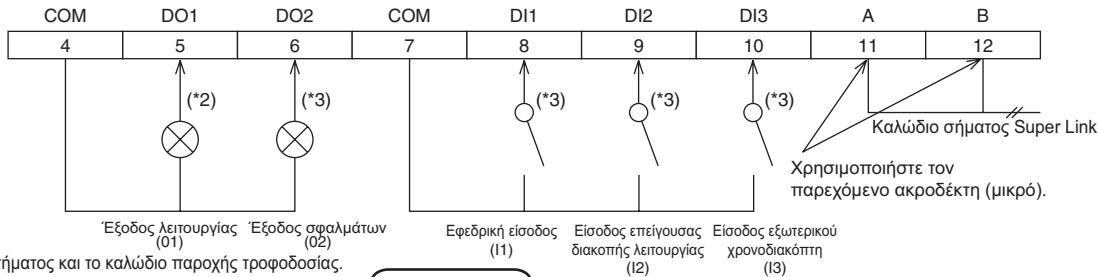 COM DO1 DO2 COM DI1 DI2 DI3 A B
4 5 6 7 8 9 10 11 12
(*2) (*3) (*3) (*3) (*3)
Καλώδιο σήματος Super Link
Χρησιμοποιήστε τον
παρεχόμενο ακροδέκτη (μικρό).
Έξοδος λειτουργίας
(01)
Έξοδος σφαλμάτων
(02)
Εφεδρική είσοδος
(I1)
Είσοδος επείγουσας
διακοπής λειτουργίας
(I2)
Είσοδος εξωτερικού
χρονοδιακόπτη
(I3)
τήματος και το καλώδιο παροχής τροφοδοσίας.